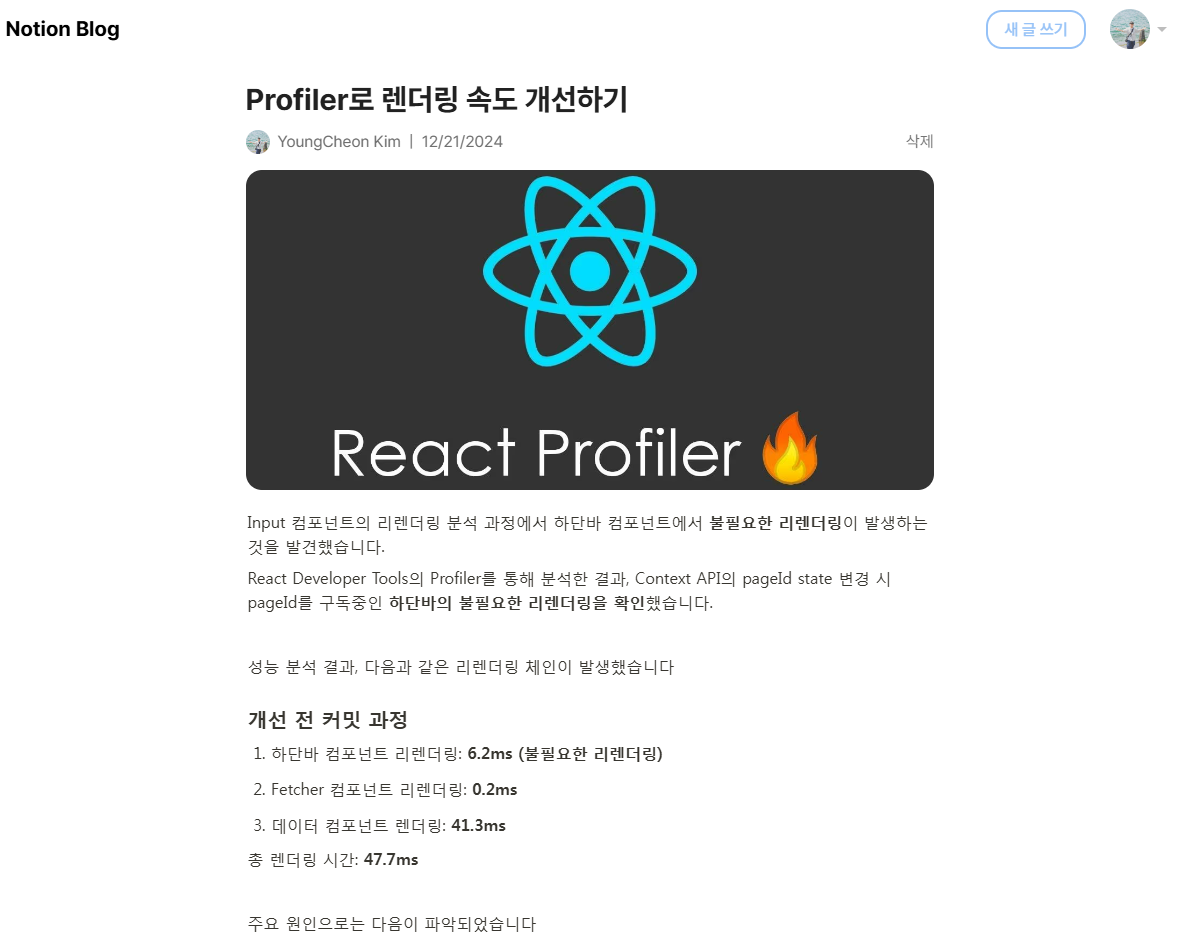 Notion Blog
새 글 쓰기
Profiler로 렌더링 속도 개선하기
YoungCheon Kim | 12/21/2024
삭제
React Profiler
Input 컴포넌트의 리렌더링 분석 과정에서 하단바 컴포넌트에서 불필요한 리렌더링이 발생하는
것을 발견했습니다.
React Developer Tools의 Profiler를 통해 분석한 결과, Context API의 pageId state 변경 시
pageId를 구독중인 하단바의 불필요한 리렌더링을 확인했습니다.
성능 분석 결과, 다음과 같은 리렌더링 체인이 발생했습니다
개선 전 커밋 과정
1. 하단바 컴포넌트 리렌더링: 6.2ms (불필요한 리렌더링)
2. Fetcher 컴포넌트 리렌더링: 0.2ms
3. 데이터 컴포넌트 렌더링: 41.3ms
총 렌더링 시간: 47.7ms
주요 원인으로는 다음이 파악되었습니다